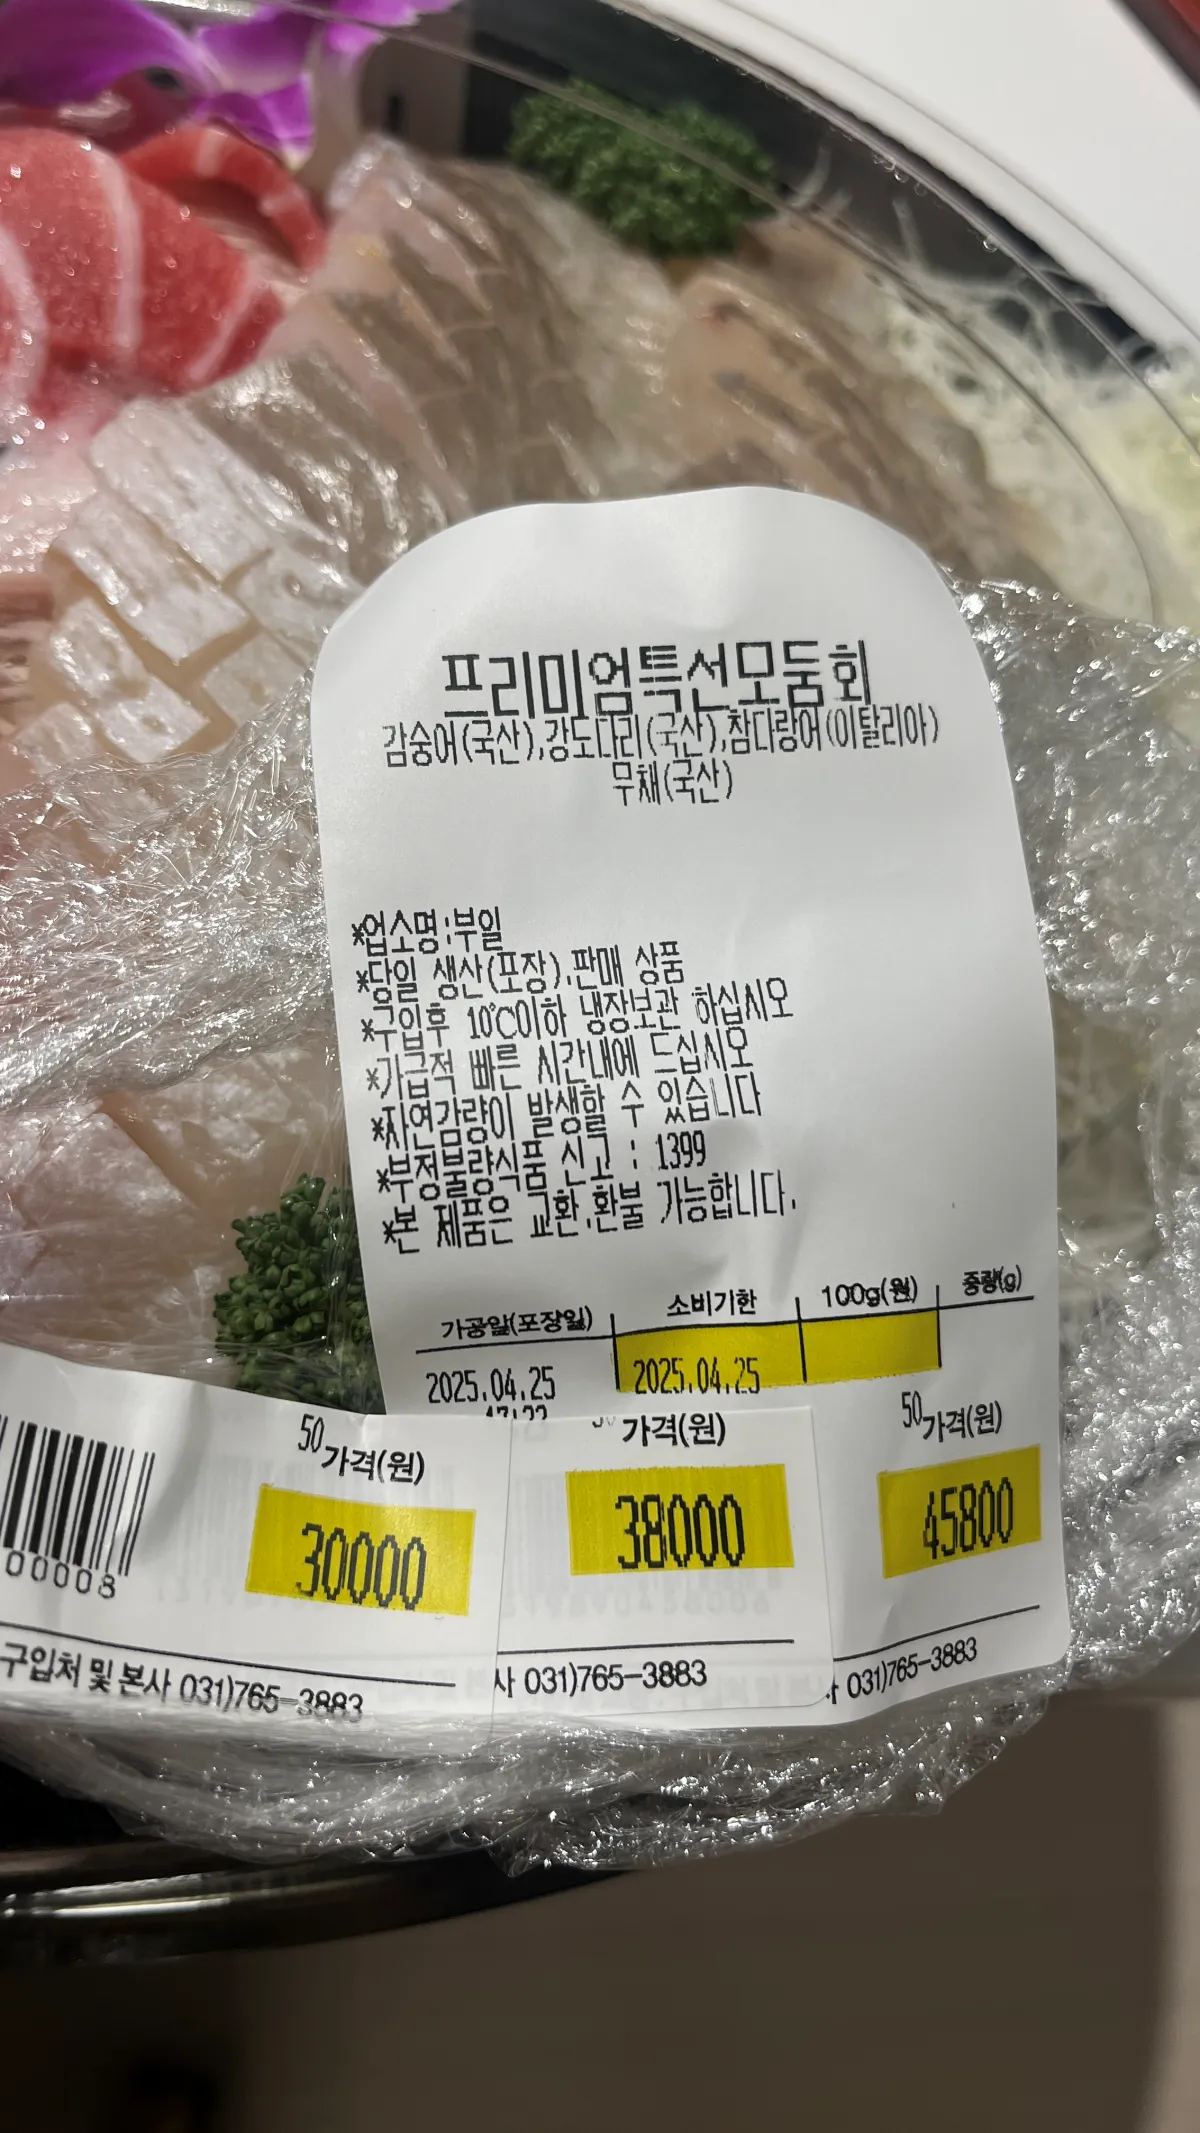 프리미엄특선모둠회
감숭어(국산),강도다리(국산),참다랑어(이탈리아)
무채(국산)
*업소명:부일
*당일 생산(포장),판매 상품
*구입후 10℃이하 냉장보관 하십시오
*가급적 빠른 시간내에 드십시오
*자연감량이 발생할 수 있습니다
*부정불량식품 신고 : 1399
*본 제품은 교환,환불 가능합니다.
가공일(포장일) 소비기한 100g(원) 중량(g)
2025.04.25 2025.04.25
50 가격(원) 가격(원) 50 가격(원)
30000 38000 45800
00008
구입처 및 본사 031)765-3883 사 031)765-3883 031)765-3883